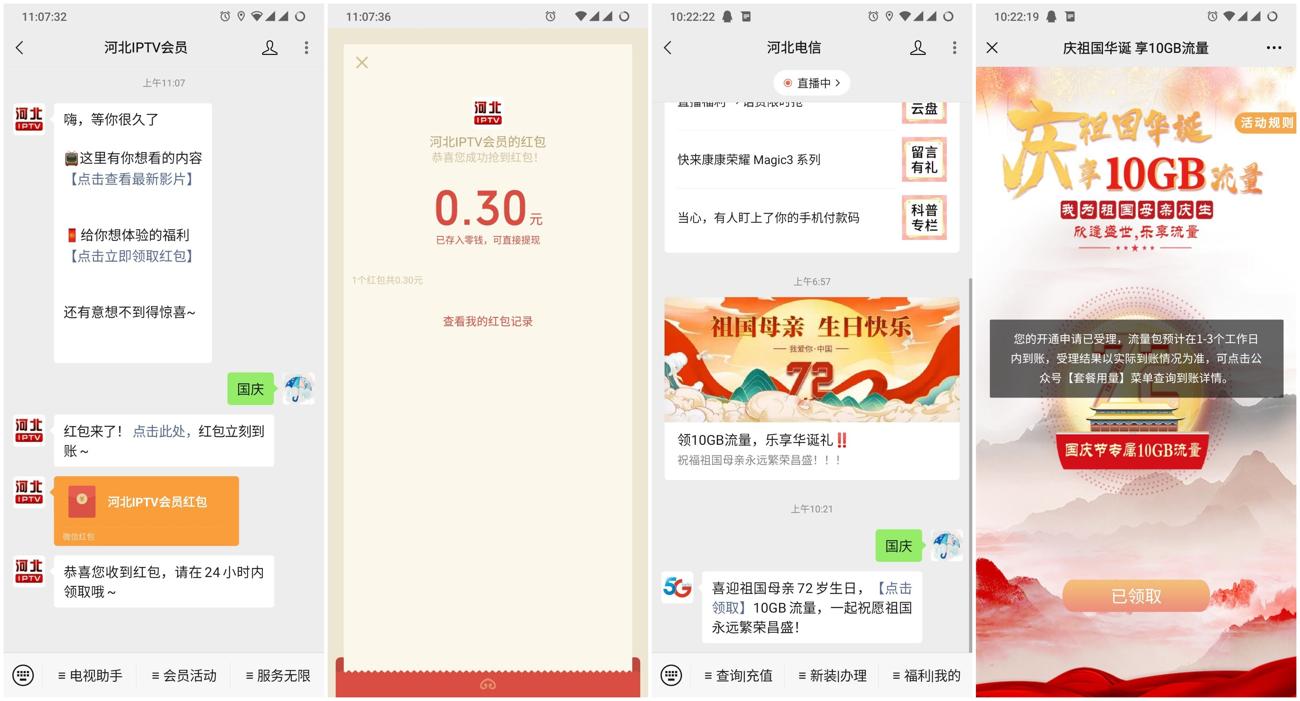 11:07:32
河北IPTV会员
上午11:07
河北
IPTV
嗨，等你很久了
📺这里有你想看的内容
【点击查看最新影片】
🧧给你想体验的福利
【点击立即领取红包】
还有意想不到得惊喜~
国庆
河北
IPTV
红包来了！点击此处，红包立刻到
账～
河北
IPTV
河北IPTV会员红包
微信红包
河北
IPTV
恭喜您收到红包，请在24小时内
领取哦～
≡电视助手
≡会员活动
≡服务无限
11:07:36
河北
IPTV
河北IPTV会员的红包
恭喜您成功抢到红包！
0.30元
已存入零钱，可直接提现
1个红包共0.30元
查看我的红包记录
10:22:22
河北电信
直播中
直播福利
话费限时抢
云盘
快来康康荣耀 Magic3 系列
留言
有礼
当心，有人盯上了你的手机付款码
科普
专栏
上午6:57
祖国母亲 生日快乐
我爱你·中国
72
领10GB流量，乐享华诞礼‼️
祝福祖国母亲永远繁荣昌盛！！！
上午10:21
国庆
5G
喜迎祖国母亲72岁生日，【点击
领取】10GB流量，一起祝愿祖国
永远繁荣昌盛！
≡查询|充值
≡新装|办理
≡福利|我的
10:22:19
庆祝国华诞 享10GB流量
活动规则
庆祖国华诞
享10GB流量
我为祖国母亲庆生
欣逢盛世,乐享流量
您的开通申请已受理，流量包预计在1-3个工作日
内到账，受理结果以实际到账情况为准，可点击公
众号【套餐用量】菜单查询到账详情。
72
国庆节专属10GB流量
已领取